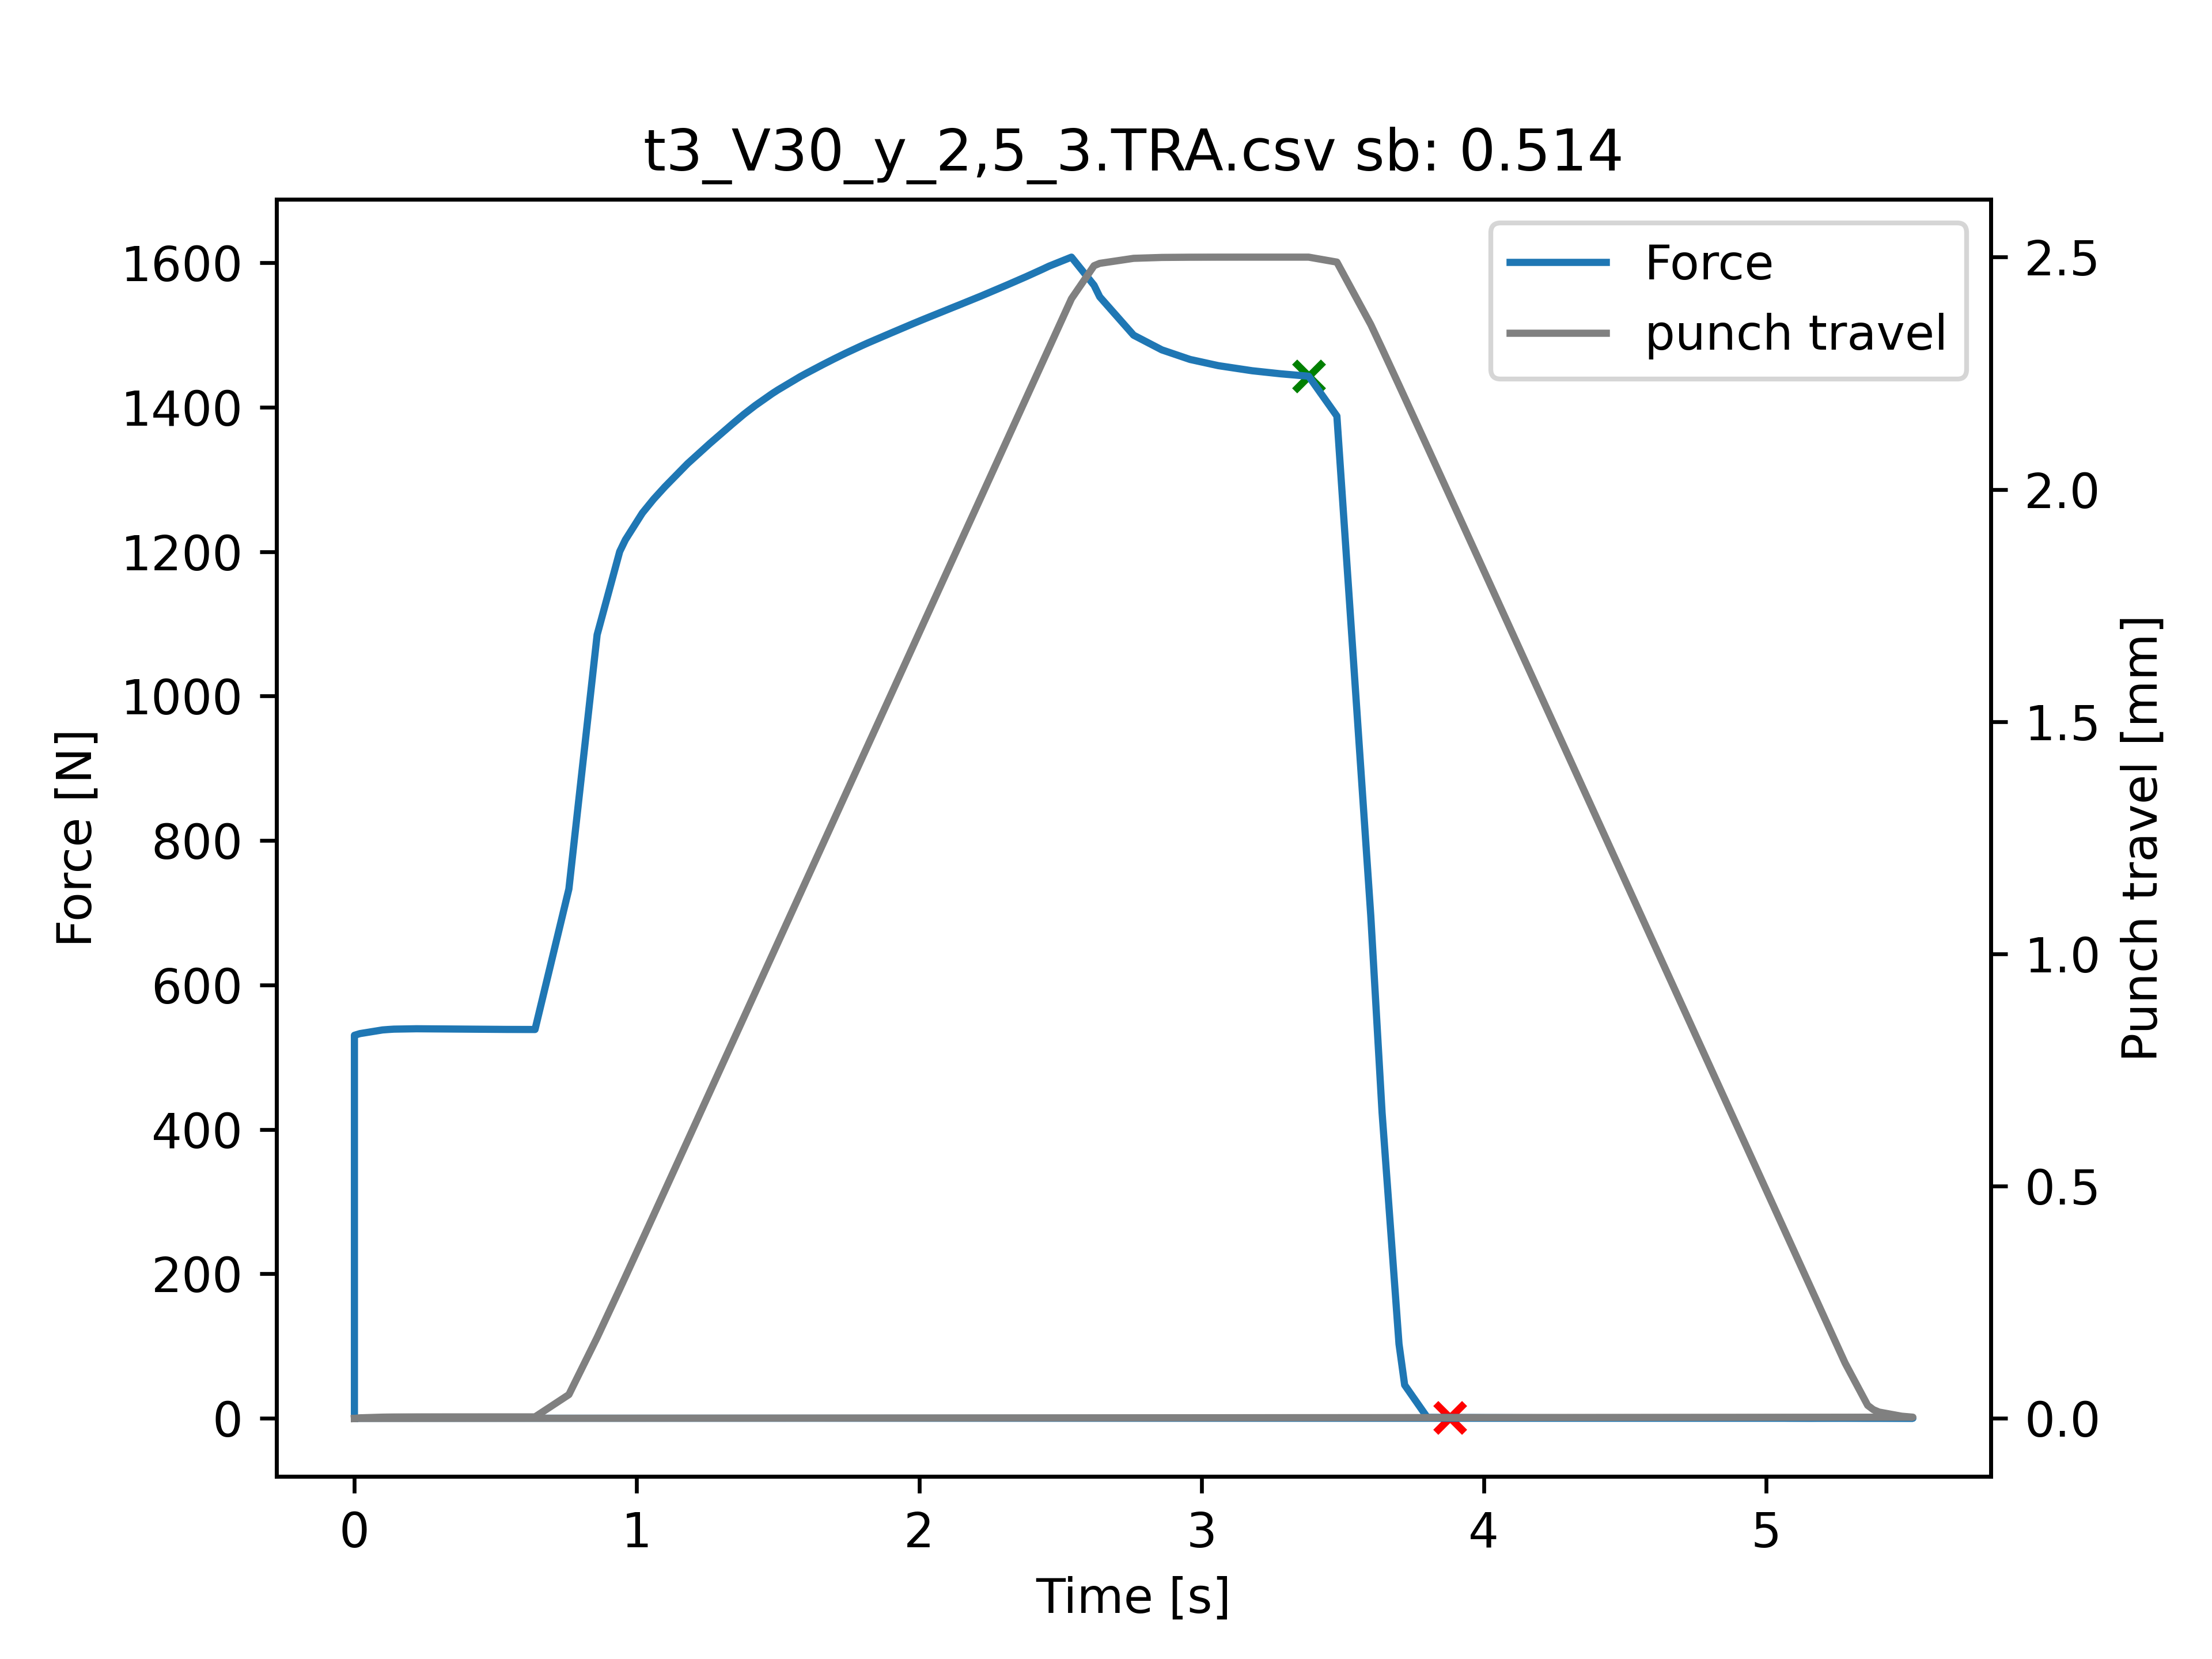 t3_V30_y_2,5_3.TRA.csv sb: 0.514
Force
punch travel
1600
1400
1200
1000
800
600
400
200
0
Force [N]
2.5
2.0
1.5
1.0
0.5
0.0
Punch travel [mm]
0 1 2 3 4 5
Time [s]